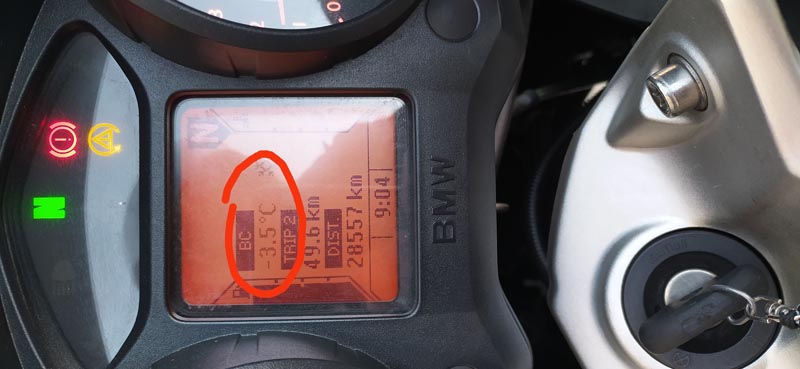 BC
-3.5°C
TRIP 2
49.6 km
DIST.
28557 km
9:04
BMW
N